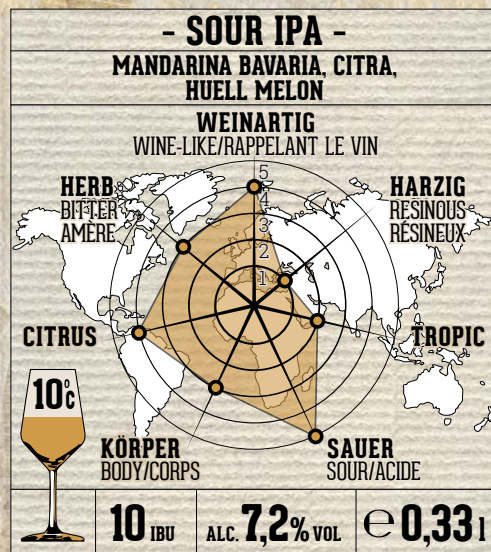 - SOUR IPA -
MANDARINA BAVARIA, CITRA,
HUELL MELON
WEINARTIG
WINE-LIKE/RAPPELANT LE VIN
HERB
BITTER
AMÈRE
HARZIG
RESINOUS
RÉSINEUX
5
4
3
2
1
CITRUS
TROPIC
10°C
KÖRPER
BODY/CORPS
SAUER
SOUR/ACIDE
10 IBU
ALC. 7,2% VOL
℮ 0,33 l